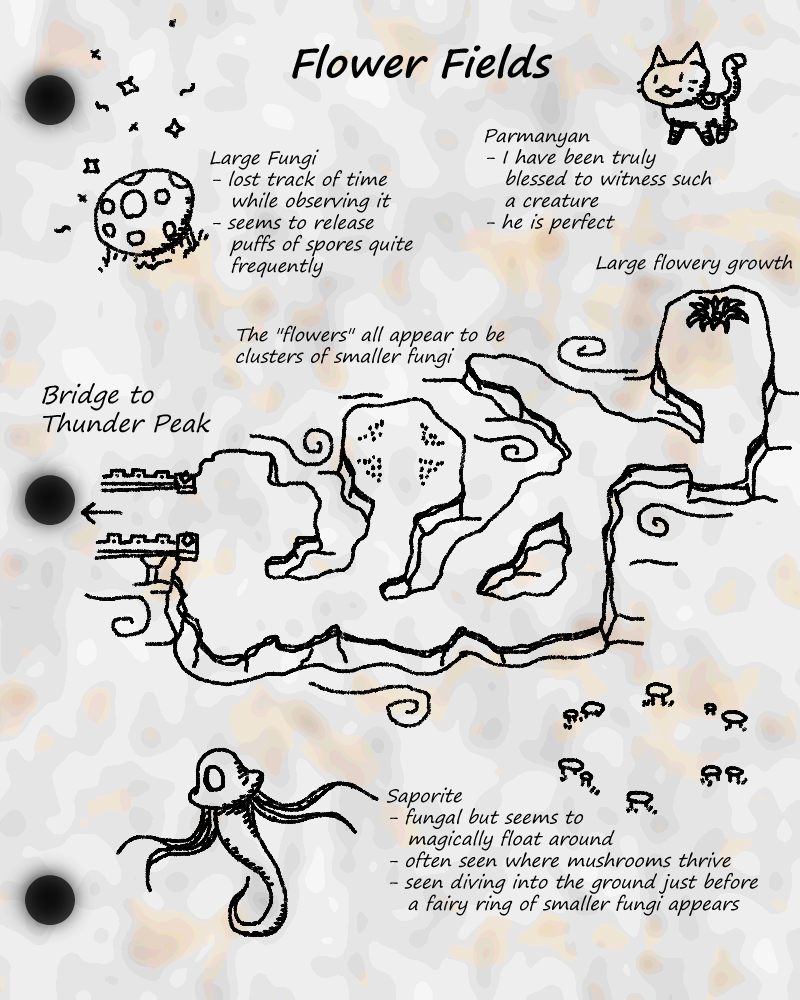 Flower Fields
Large Fungi
- lost track of time
while observing it
- seems to release
puffs of spores quite
frequently
Parmanyan
- I have been truly
blessed to witness such
a creature
- he is perfect
Large flowery growth
The "flowers" all appear to be
clusters of smaller fungi
Bridge to
Thunder Peak
Saporite
- fungal but seems to
magically float around
- often seen where mushrooms thrive
- seen diving into the ground just before
a fairy ring of smaller fungi appears